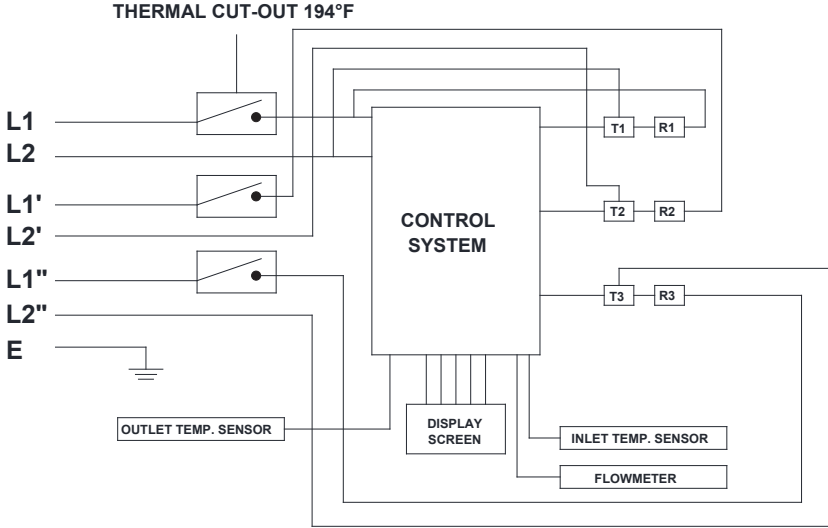 THERMAL CUT-OUT 194°F
L1
L2
L1'
L2'
L1"
L2"
E
CONTROL
SYSTEM
T1
R1
T2
R2
T3
R3
OUTLET TEMP. SENSOR
DISPLAY
SCREEN
INLET TEMP. SENSOR
FLOWMETER